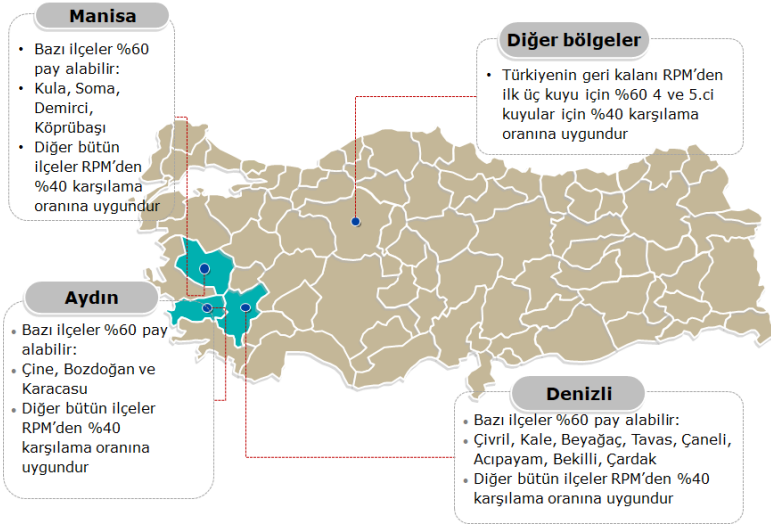 Manisa
• Bazı ilçeler %60
pay alabilir:
• Kula, Soma,
Demirci,
Köprübaşı
• Diğer bütün
ilçeler RPM’den
%40 karşılama
oranına uygundur
Diğer bölgeler
• Türkiyenin geri kalanı RPM’den
ilk üç kuyu için %60 4 ve 5.ci
kuyular için %40 karşılama
oranına uygundur
Aydın
• Bazı ilçeler %60 pay
alabilir:
• Çine, Bozdoğan ve
Karacasu
• Diğer bütün ilçeler
RPM’den %40
karşılama oranına
uygundur
Denizli
• Bazı ilçeler %60 pay alabilir:
• Çivril, Kale, Beyağaç, Tavas, Çaneli,
Acıpayam, Bekilli, Çardak
• Diğer bütün ilçeler RPM’den %40
karşılama oranına uygundur